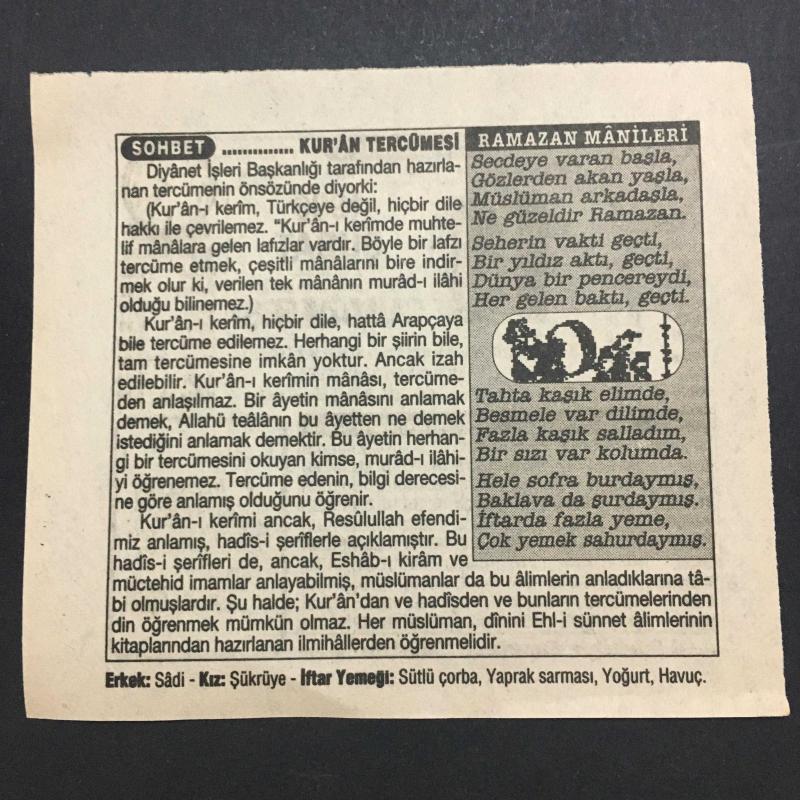 SOHBET .............. KUR'ÂN TERCÜMESİ
Diyânet İşleri Başkanlığı tarafından hazırla-
nan tercümenin önsözünde diyorki:
(Kur'ân-ı kerîm, Türkçeye değil, hiçbir dile
hakkı ile çevrilemez. "Kur'ân-ı kerîmde muhte-
lif mânâlara gelen lafızlar vardır. Böyle bir lafzı
tercüme etmek, çeşitli mânâlarını bire indir-
mek olur ki, verilen tek mânânın murâd-ı ilâhi
olduğu bilinemez.)
Kur'ân-ı kerîm, hiçbir dile, hattâ Arapçaya
bile tercüme edilemez. Herhangi bir şiirin bile,
tam tercümesine imkân yoktur. Ancak izah
edilebilir. Kur'ân-ı kerîmin mânâsı, tercüme-
den anlaşılmaz. Bir âyetin mânâsını anlamak
demek, Allahü teâlânın bu âyetten ne demek
istediğini anlamak demektir. Bu âyetin herhan-
gi bir tercümesini okuyan kimse, murâd-ı ilâhi-
yi öğrenemez. Tercüme edenin, bilgi derecesi-
ne göre anlamış olduğunu öğrenir.
Kur'ân-ı kerîmi ancak, Resûlullah efendi-
miz anlamış, hadîs-i şerîflerle açıklamıştır. Bu
hadîs-i şerîfleri de, ancak, Eshâb-ı kirâm ve
müctehid imamlar anlayabilmiş, müslümanlar da bu âlimlerin anladıklarına tâ-
bi olmuşlardır. Şu halde; Kur'ân'dan ve hadîsden ve bunların tercümelerinden
din öğrenmek mümkün olmaz. Her müslüman, dînini Ehl-i sünnet âlimlerinin
kitaplarından hazırlanan ilmihâllerden öğrenmelidir.
RAMAZAN MÂNİLERİ
Secdeye varan başla,
Gözlerden akan yaşla,
Müslüman arkadaşla,
Ne güzeldir Ramazan.
Seherin vakti geçti,
Bir yıldız aktı, geçti,
Dünya bir pencereydi,
Her gelen baktı, geçti.
Tahta kaşık elimde,
Besmele var dilimde,
Fazla kaşık salladım,
Bir sızı var kolumda.
Hele sofra burdaymış,
Baklava da şurdaymış.
İftarda fazla yeme,
Çok yemek sahurdaymış.
Erkek: Sâdi - Kız: Şükrüye - İftar Yemeği: Sütlü çorba, Yaprak sarması, Yoğurt, Havuç.